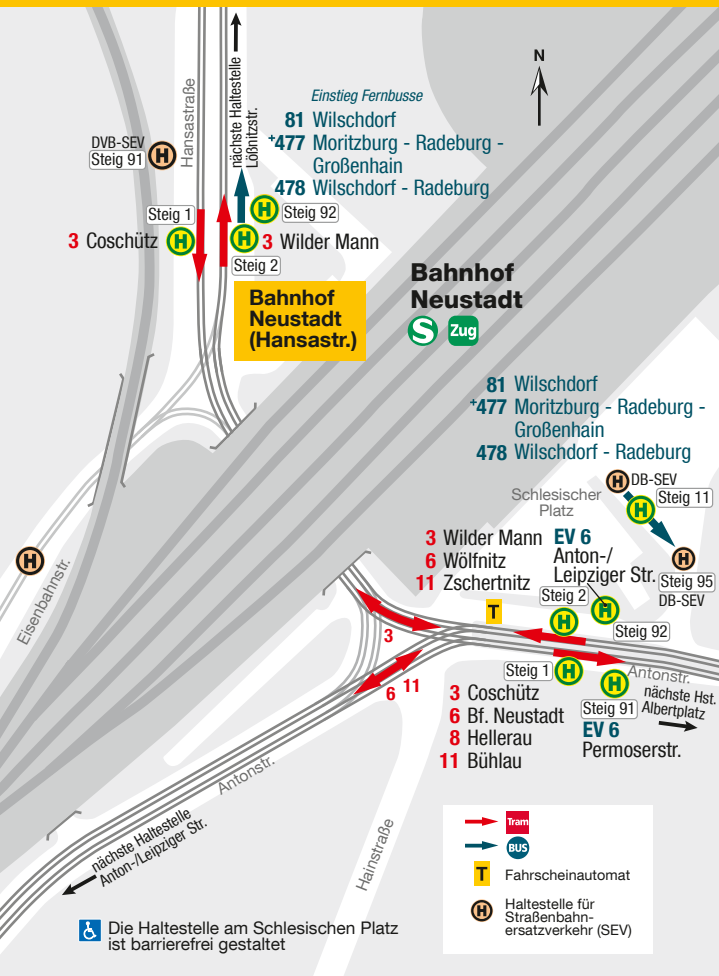 Hansastraße
nächste Haltestelle
Lößnitzstr.
N
Einstieg Fernbusse
81 Wilschdorf
+477 Moritzburg - Radeburg -
Großenhain
478 Wilschdorf - Radeburg
DVB-SEV
Steig 91
H
Steig 1
H
Steig 92
3 Coschütz
H
H
3 Wilder Mann
Steig 2
Bahnhof
Neustadt
(Hansastr.)
Bahnhof
Neustadt
S Zug
81 Wilschdorf
+477 Moritzburg - Radeburg -
Großenhain
478 Wilschdorf - Radeburg
H
DB-SEV
Steig 11
H
Schlesischer
Platz
H
Steig 95
DB-SEV
3 Wilder Mann
6 Wölfnitz
11 Zschertnitz
EV 6
Anton-/
Leipziger Str.
Steig 2
H
H
Steig 92
T
H
Eisenbahnstr.
3
6 11
Steig 1
H
H
Antonstr.
Steig 91
nächste Hst.
Albertplatz
3 Coschütz
6 Bf. Neustadt
8 Hellerau
11 Bühlau
EV 6
Permoserstr.
Antonstr.
Hainstraße
nächste Haltestelle
Anton-/Leipziger Str.
Tram
BUS
T Fahrscheinautomat
H Haltestelle für
Straßenbahn-
ersatzverkehr (SEV)
Die Haltestelle am Schlesischen Platz
ist barrierefrei gestaltet